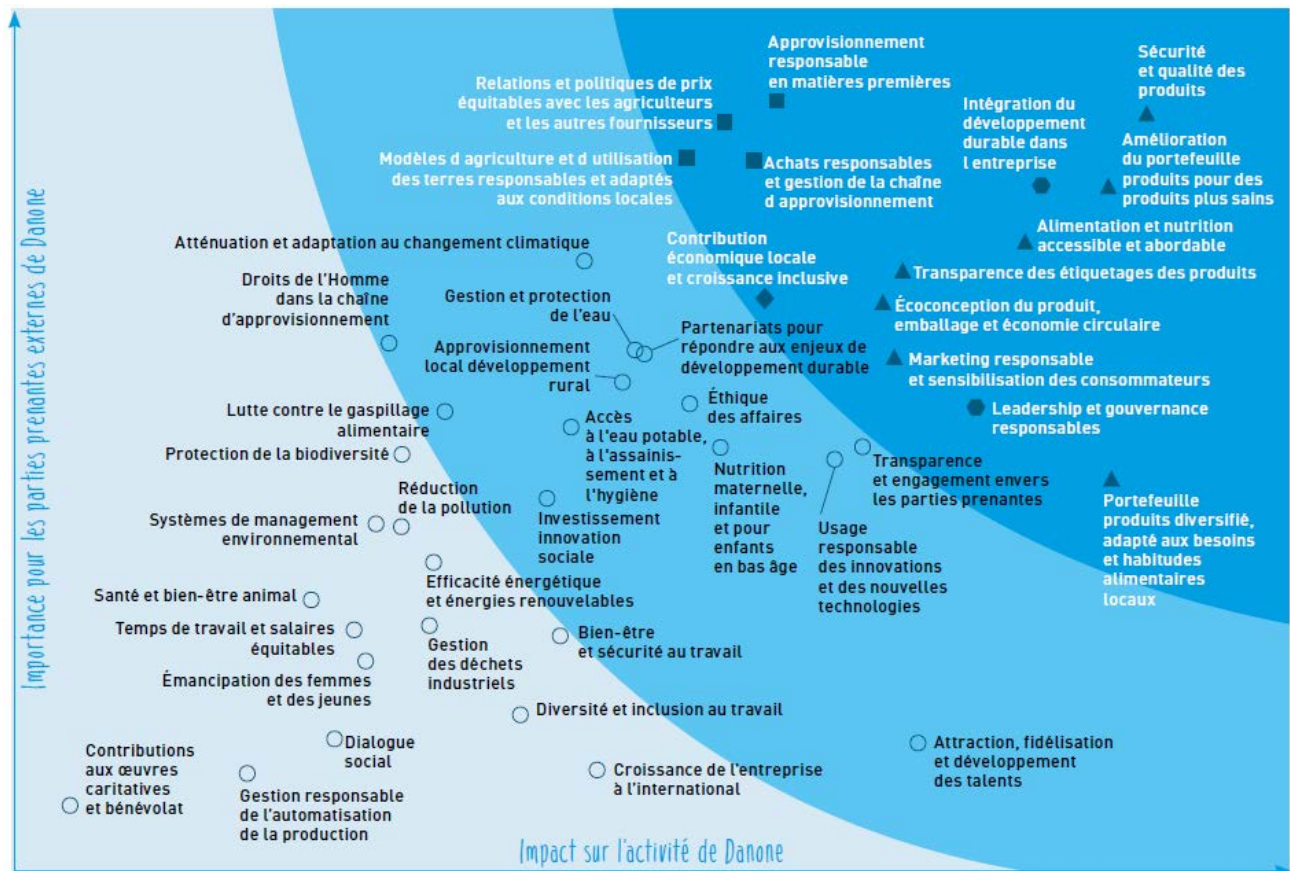 Importance pour les parties prenantes externes de Danone
Approvisionnement
responsable
en matières premières
Sécurité
et qualité des
produits
Relations et politiques de prix
équitables avec les agriculteurs
et les autres fournisseurs
Intégration du
développement
durable dans
l entreprise
Amélioration
du portefeuille
produits pour des
produits plus sains
Modèles d agriculture et d utilisation
des terres responsables et adaptés
aux conditions locales
Achats responsables
et gestion de la chaîne
d approvisionnement
Alimentation et nutrition
accessible et abordable
Atténuation et adaptation au changement climatique
Contribution
économique locale
et croissance inclusive
Transparence des étiquetages des produits
Droits de l'Homme
dans la chaîne
d'approvisionnement
Gestion et protection
de l'eau
Écoconception du produit,
emballage et économie circulaire
Partenariats pour
répondre aux enjeux de
développement durable
Approvisionnement
local développement
rural
Marketing responsable
et sensibilisation des consommateurs
Éthique
des affaires
Leadership et gouvernance
responsables
Lutte contre le gaspillage
alimentaire
Accès
à l'eau potable,
à l'assainis-
sement et à
l'hygiène
Protection de la biodiversité
Nutrition
maternelle,
infantile
et pour
enfants
en bas âge
Transparence
et engagement envers
les parties prenantes
Réduction
de la pollution
Portefeuille
produits diversifié,
adapté aux besoins
et habitudes
alimentaires
locaux
Systèmes de management
environnemental
Investissement
innovation
sociale
Usage
responsable
des innovations
et des nouvelles
technologies
Efficacité énergétique
et énergies renouvelables
Santé et bien-être animal
Temps de travail et salaires
équitables
Gestion
des déchets
industriels
Bien-être
et sécurité au travail
Émancipation des femmes
et des jeunes
Diversité et inclusion au travail
Dialogue
social
Attraction, fidélisation
et développement
des talents
Contributions
aux œuvres
caritatives
et bénévolat
Croissance de l'entreprise
à l'international
Gestion responsable
de l'automatisation
de la production
Impact sur l'activité de Danone